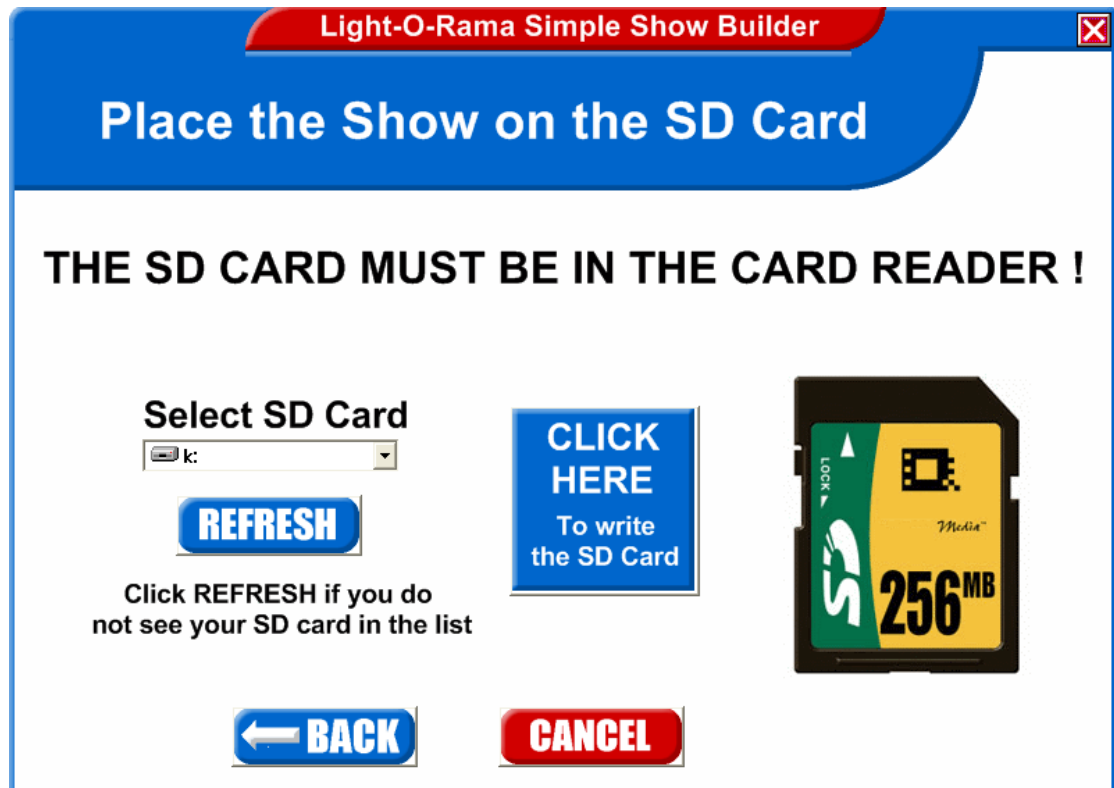 Light-O-Rama Simple Show Builder
Place the Show on the SD Card
THE SD CARD MUST BE IN THE CARD READER !
Select SD Card
k:
REFRESH
Click REFRESH if you do
not see your SD card in the list
CLICK
HERE
To write
the SD Card
LOCK
Media™
SD
256MB
BACK
CANCEL